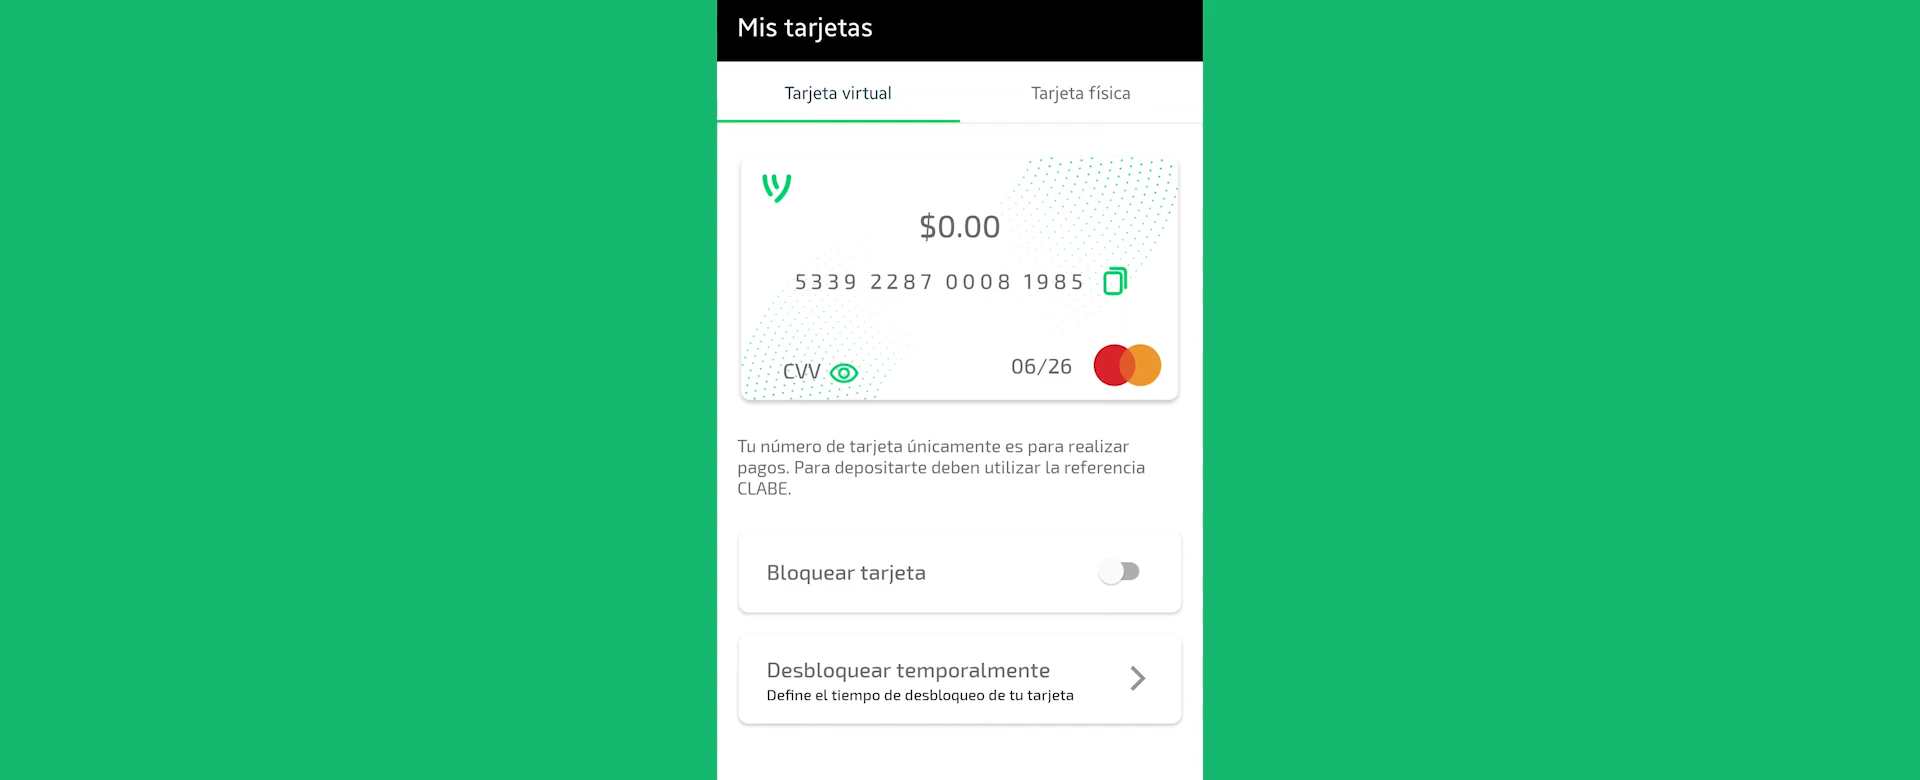 Mis tarjetas
Tarjeta virtual
Tarjeta física
$0.00
5339 2287 0008 1985
CVV
06/26
Tu número de tarjeta únicamente es para realizar
pagos. Para depositarte deben utilizar la referencia
CLABE.
Bloquear tarjeta
Desbloquear temporalmente
Define el tiempo de desbloqueo de tu tarjeta